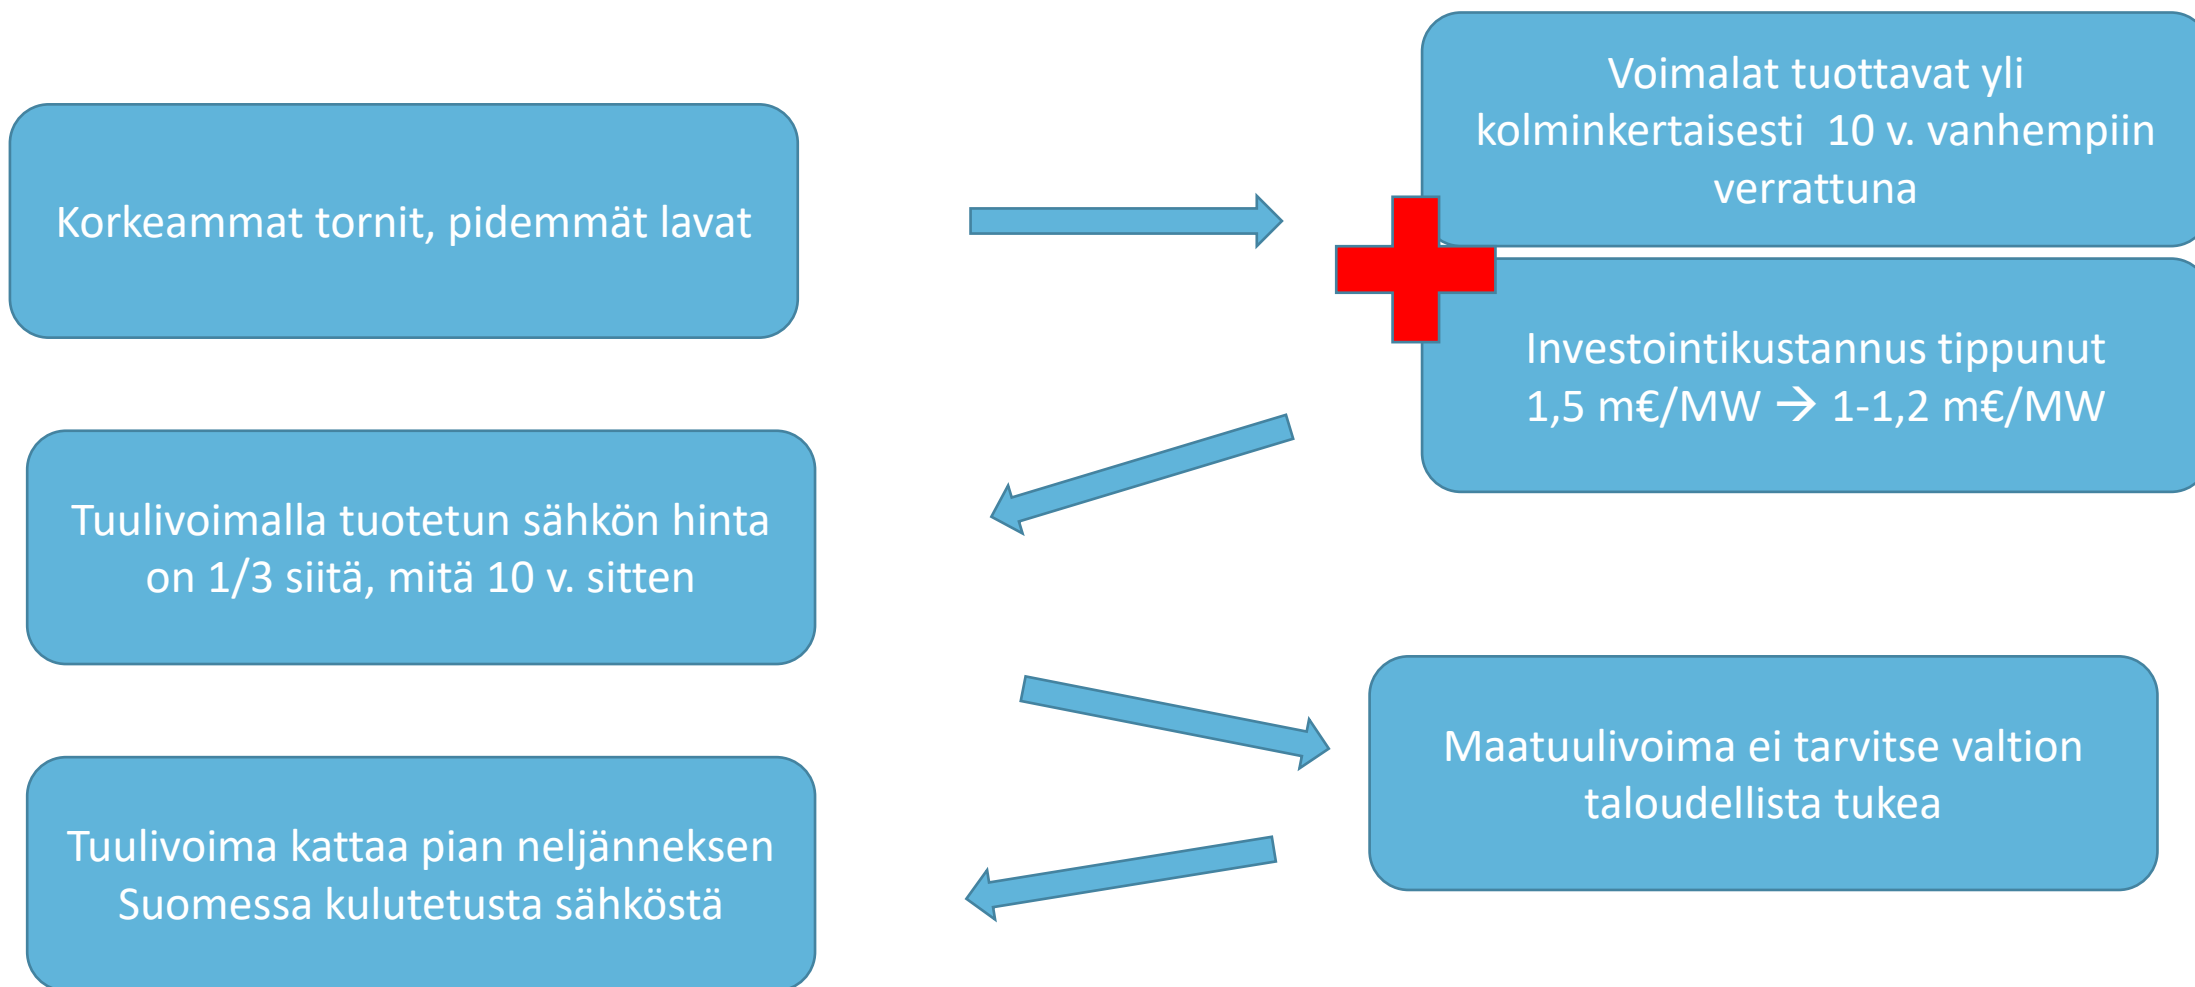 Korkeammat tornit, pidemmät lavat
Voimalat tuottavat yli
kolminkertaisesti 10 v. vanhempiin
verrattuna
Investointikustannus tippunut
1,5 m€/MW → 1-1,2 m€/MW
Tuulivoimalla tuotetun sähkön hinta
on 1/3 siitä, mitä 10 v. sitten
Maatuulivoima ei tarvitse valtion
taloudellista tukea
Tuulivoima kattaa pian neljänneksen
Suomessa kulutetusta sähköstä